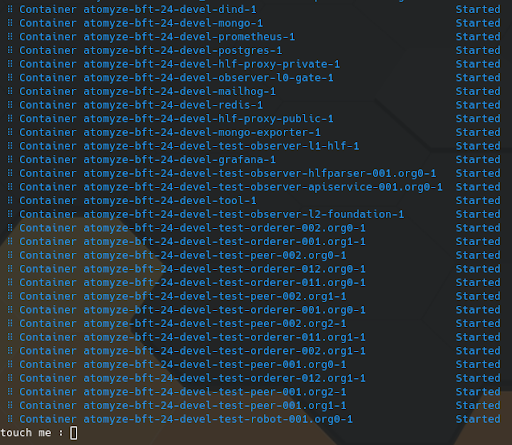 Container atomyze-bft-24-devel-dind-1 Started
Container atomyze-bft-24-devel-mongo-1 Started
Container atomyze-bft-24-devel-prometheus-1 Started
Container atomyze-bft-24-devel-postgres-1 Started
Container atomyze-bft-24-devel-hlf-proxy-private-1 Started
Container atomyze-bft-24-devel-observer-l0-gate-1 Started
Container atomyze-bft-24-devel-mailhog-1 Started
Container atomyze-bft-24-devel-redis-1 Started
Container atomyze-bft-24-devel-hlf-proxy-public-1 Started
Container atomyze-bft-24-devel-mongo-exporter-1 Started
Container atomyze-bft-24-devel-test-observer-l1-hlf-1 Started
Container atomyze-bft-24-devel-grafana-1 Started
Container atomyze-bft-24-devel-test-observer-hlfparser-001.org0-1 Started
Container atomyze-bft-24-devel-test-observer-apiservice-001.org0-1 Started
Container atomyze-bft-24-devel-tool-1 Started
Container atomyze-bft-24-devel-test-observer-l2-foundation-1 Started
Container atomyze-bft-24-devel-test-orderer-002.org0-1 Started
Container atomyze-bft-24-devel-test-orderer-001.org1-1 Started
Container atomyze-bft-24-devel-test-peer-002.org0-1 Started
Container atomyze-bft-24-devel-test-orderer-012.org0-1 Started
Container atomyze-bft-24-devel-test-orderer-011.org0-1 Started
Container atomyze-bft-24-devel-test-peer-002.org1-1 Started
Container atomyze-bft-24-devel-test-orderer-001.org0-1 Started
Container atomyze-bft-24-devel-test-peer-002.org2-1 Started
Container atomyze-bft-24-devel-test-orderer-011.org1-1 Started
Container atomyze-bft-24-devel-test-orderer-002.org1-1 Started
Container atomyze-bft-24-devel-test-peer-001.org0-1 Started
Container atomyze-bft-24-devel-test-orderer-012.org1-1 Started
Container atomyze-bft-24-devel-test-peer-001.org2-1 Started
Container atomyze-bft-24-devel-test-peer-001.org1-1 Started
Container atomyze-bft-24-devel-test-robot-001.org0-1 Started
touch me :